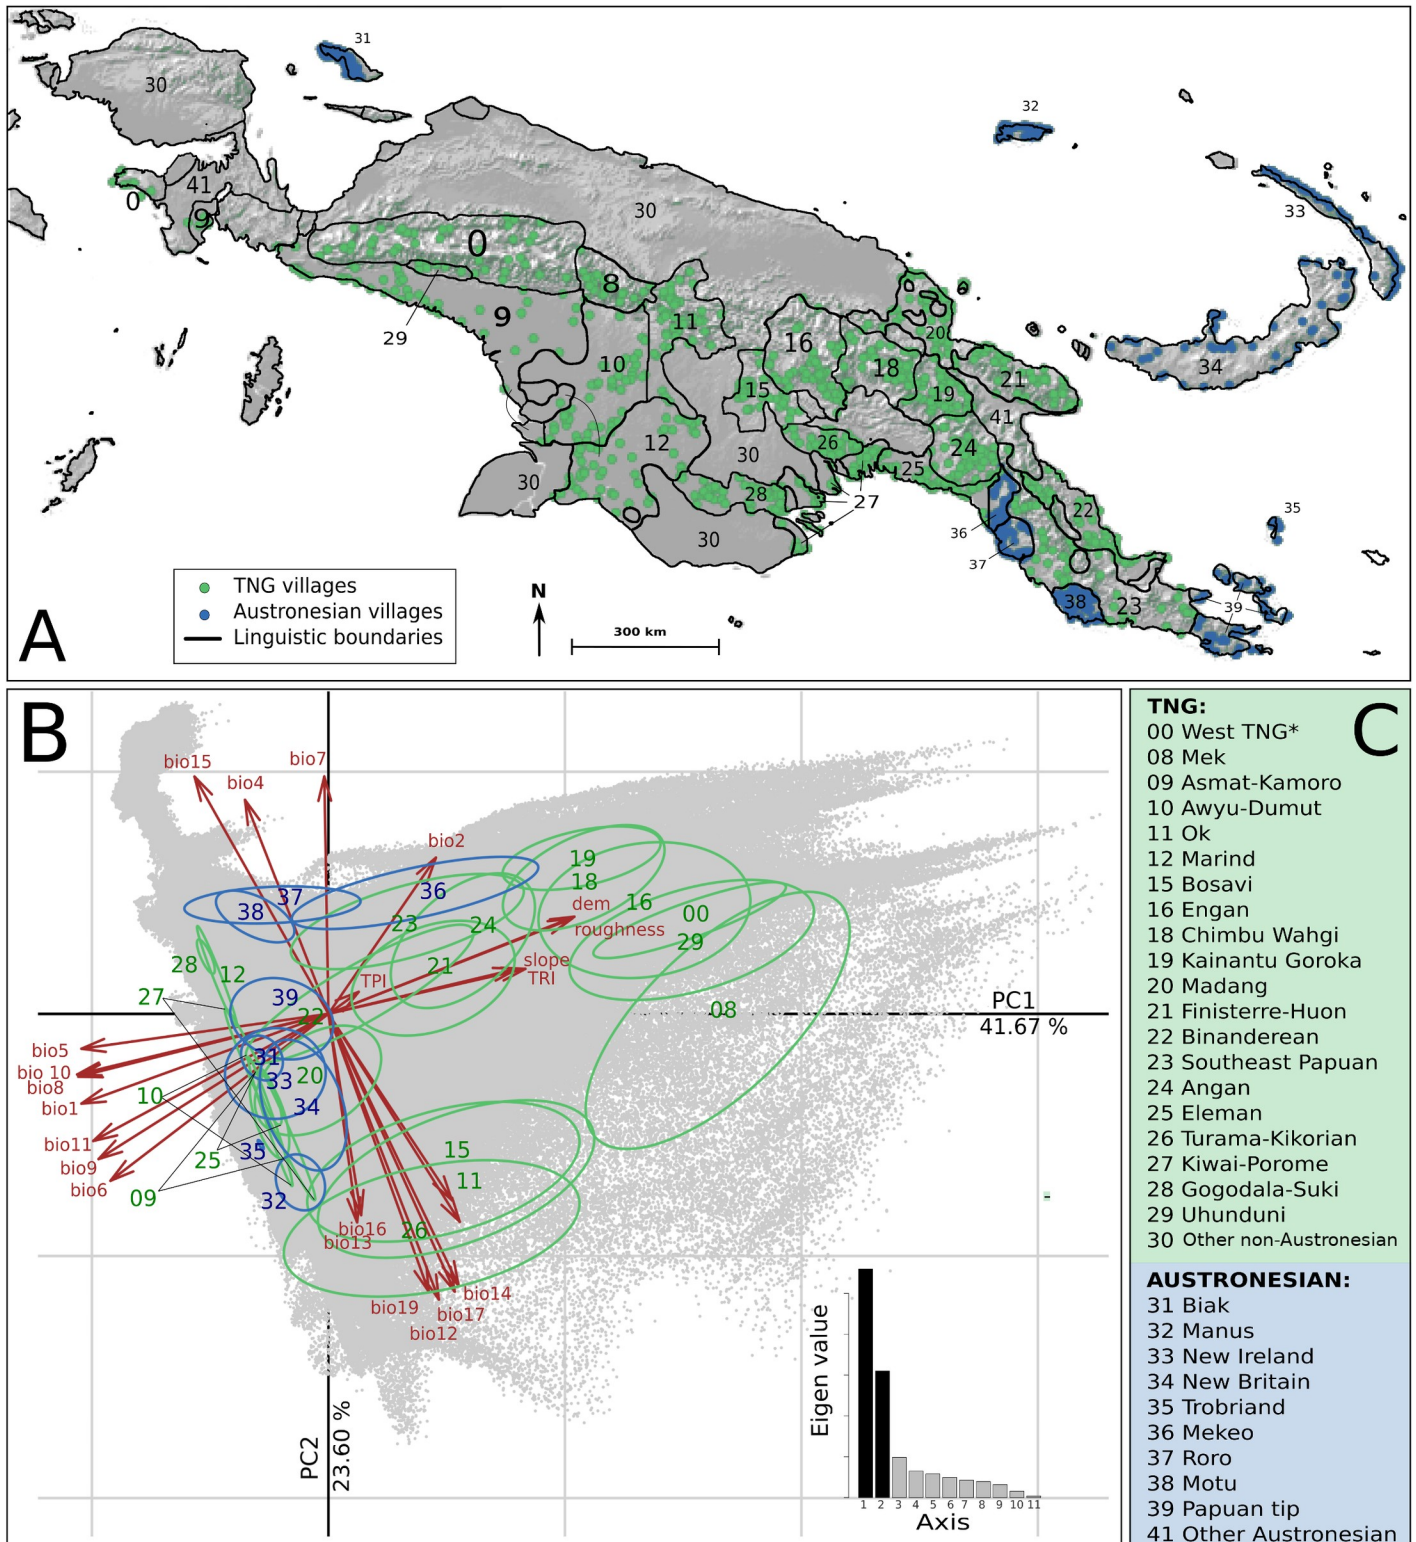 31
30
32
41
0
9
33
30
0
8
29
9
11
20
16
18
21
34
10
15
19
41
12
26
24
30
25
30
28
27
22
35
36
30
37
38
23
39
TNG villages
Austronesian villages
Linguistic boundaries
N
300 km
A
B
bio15
bio7
bio4
bio2
19
18
37
36
16
38
dem
00
23
24
roughness
29
28
12
21
slope
TPI
TRI
27
39
PC1
22
08
41.67 %
bio5
31
bio 10
33
20
bio8
10
34
bio1
bio11
25
35
15
bio9
11
bio6
09
32
bio16
26
bio13
bio14
bio19
bio17
bio12
PC2
23.60 %
Eigen value
1 2 3 4 5 6 7 8 9 10 11
Axis
C
TNG:
00 West TNG*
08 Mek
09 Asmat-Kamoro
10 Awyu-Dumut
11 Ok
12 Marind
15 Bosavi
16 Engan
18 Chimbu Wahgi
19 Kainantu Goroka
20 Madang
21 Finisterre-Huon
22 Binanderean
23 Southeast Papuan
24 Angan
25 Eleman
26 Turama-Kikorian
27 Kiwai-Porome
28 Gogodala-Suki
29 Uhunduni
30 Other non-Austronesian
AUSTRONESIAN:
31 Biak
32 Manus
33 New Ireland
34 New Britain
35 Trobriand
36 Mekeo
37 Roro
38 Motu
39 Papuan tip
41 Other Austronesian